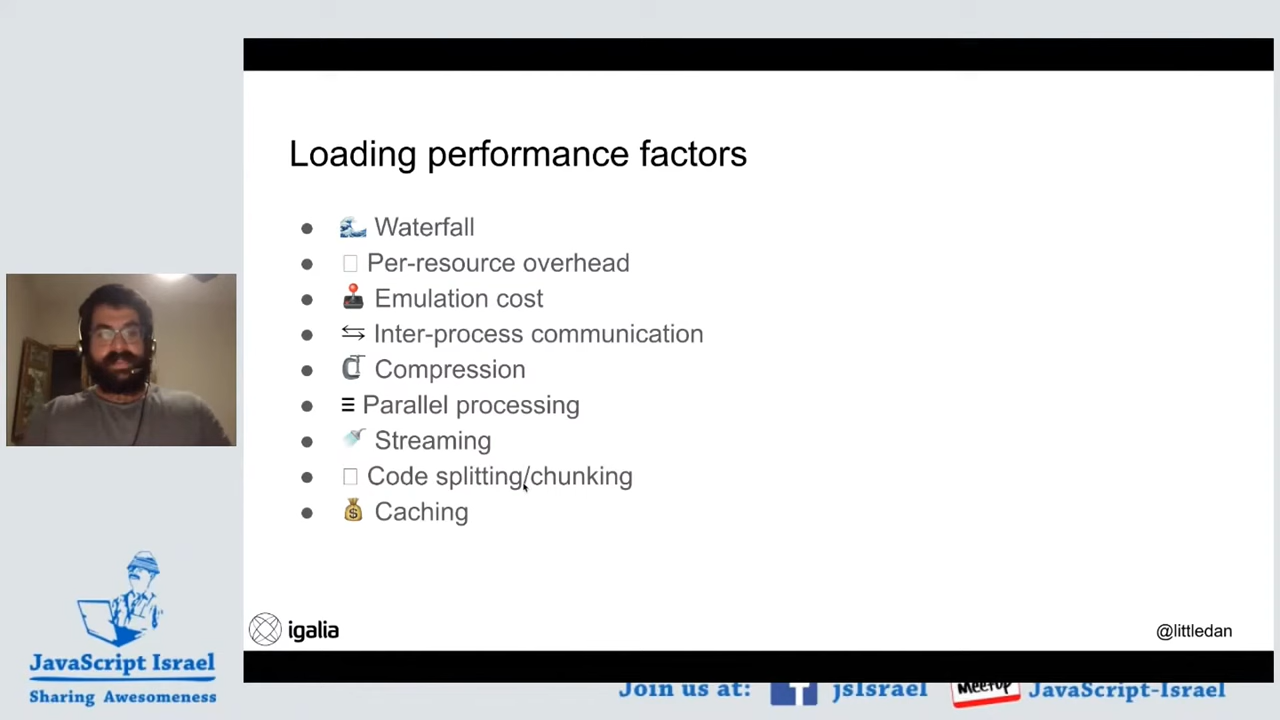 Loading performance factors
● 🌊 Waterfall
● □ Per-resource overhead
● 🕹 Emulation cost
● ⇆ Inter-process communication
● 🗜 Compression
● ☰ Parallel processing
● 🚿 Streaming
● □ Code splitting/chunking
● 💰 Caching
igalia
@littledan
JavaScript Israel
Sharing Awesomeness
Join us at: f jsIsrael Meetup JavaScript-Israel